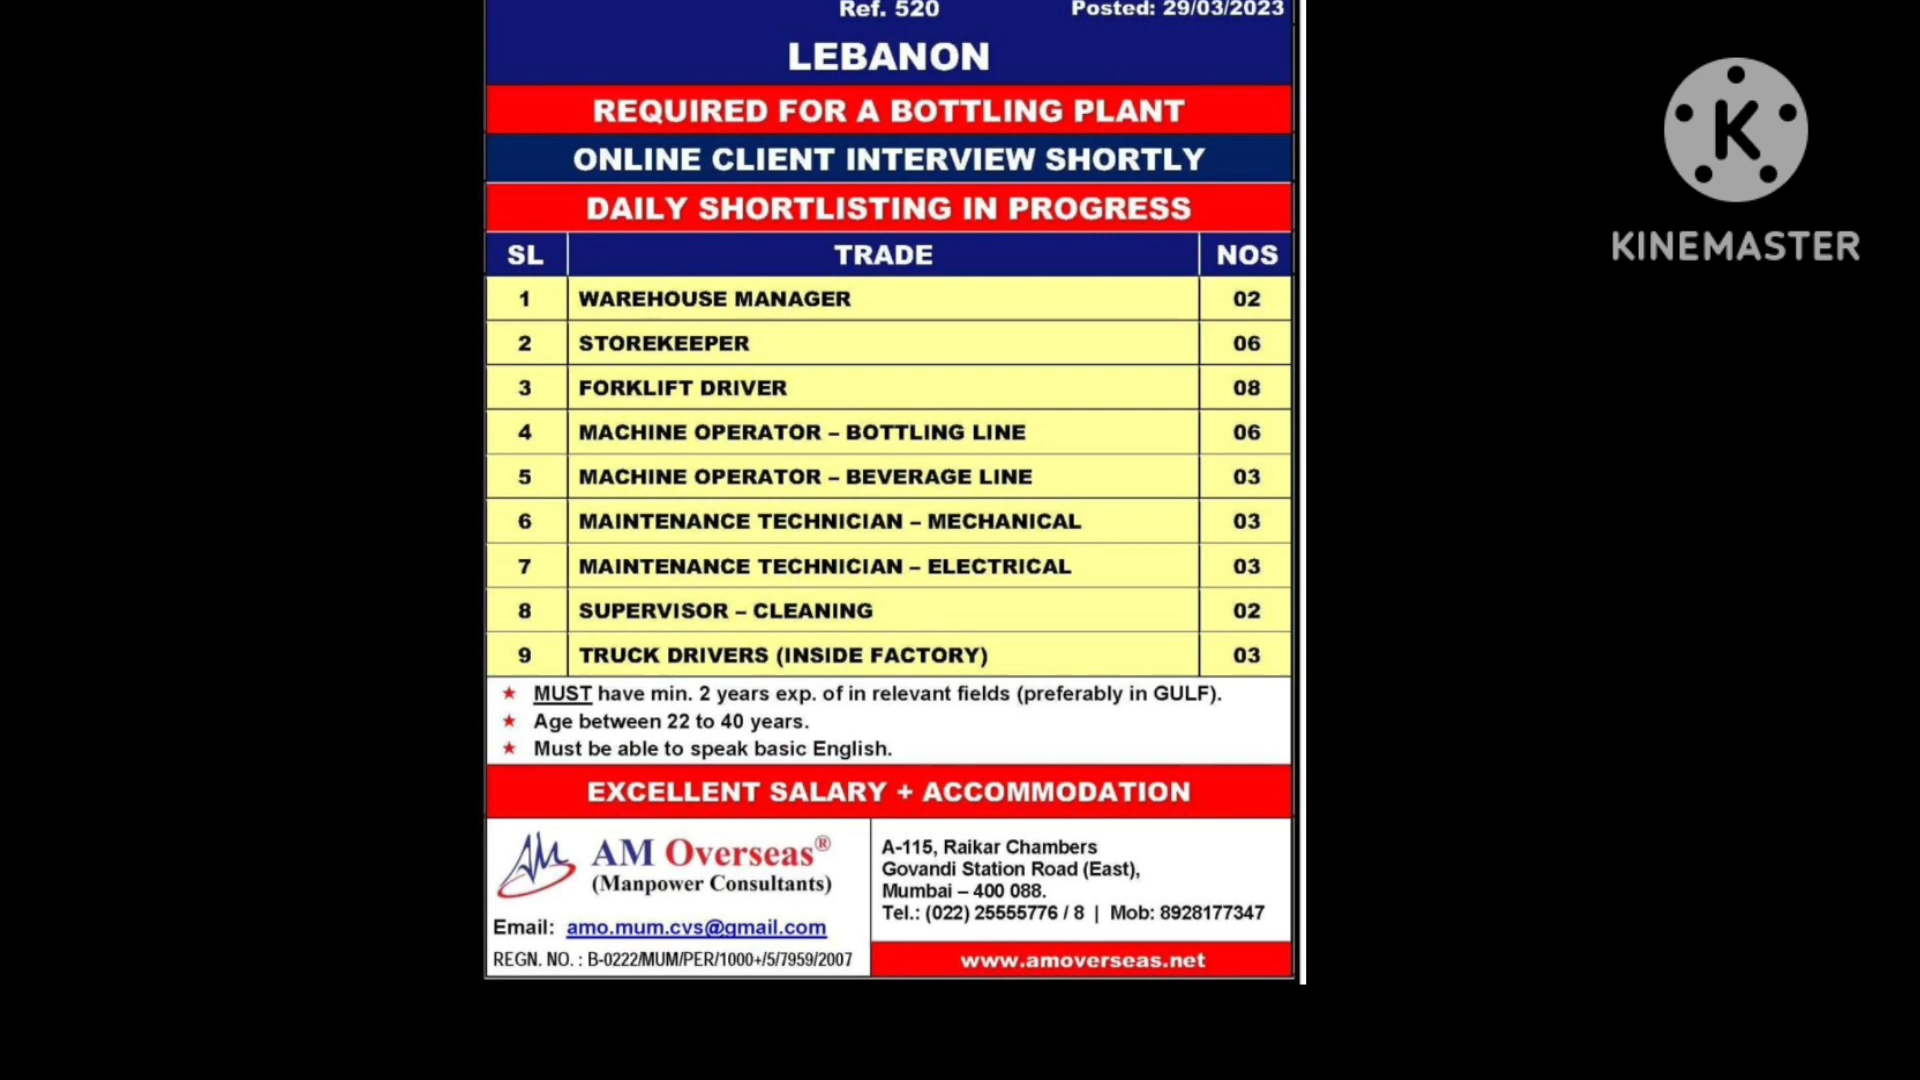 Ref. 520 Posted: 29/03/2023
LEBANON
REQUIRED FOR A BOTTLING PLANT
ONLINE CLIENT INTERVIEW SHORTLY
DAILY SHORTLISTING IN PROGRESS
SL TRADE NOS
1 WAREHOUSE MANAGER 02
2 STOREKEEPER 06
3 FORKLIFT DRIVER 08
4 MACHINE OPERATOR – BOTTLING LINE 06
5 MACHINE OPERATOR – BEVERAGE LINE 03
6 MAINTENANCE TECHNICIAN – MECHANICAL 03
7 MAINTENANCE TECHNICIAN – ELECTRICAL 03
8 SUPERVISOR – CLEANING 02
9 TRUCK DRIVERS (INSIDE FACTORY) 03
★ MUST have min. 2 years exp. of in relevant fields (preferably in GULF).
★ Age between 22 to 40 years.
★ Must be able to speak basic English.
EXCELLENT SALARY + ACCOMMODATION
AM
AM Overseas®
(Manpower Consultants)
Email: amo.mum.cvs@gmail.com
REGN. NO. : B-0222/MUM/PER/1000+/5/7959/2007
A-115, Raikar Chambers
Govandi Station Road (East),
Mumbai – 400 088.
Tel.: (022) 25555776 / 8 | Mob: 8928177347
www.amoverseas.net
K
KINEMASTER